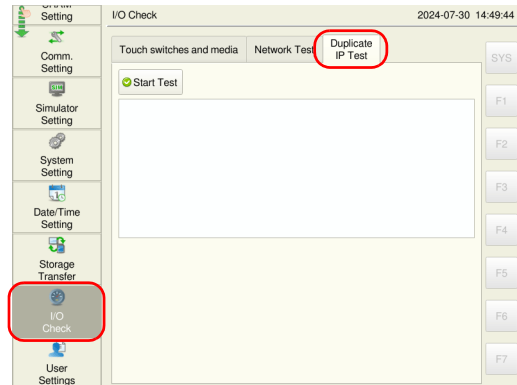 Setting
I/O Check
2024-07-30 14:49:44
Comm.
Setting
Simulator
Setting
System
Setting
Date/Time
Setting
Storage
Transfer
I/O
Check
User
Settings
Touch switches and media
Network Test
Duplicate
IP Test
Start Test
SYS
F1
F2
F3
F4
F5
F6
F7